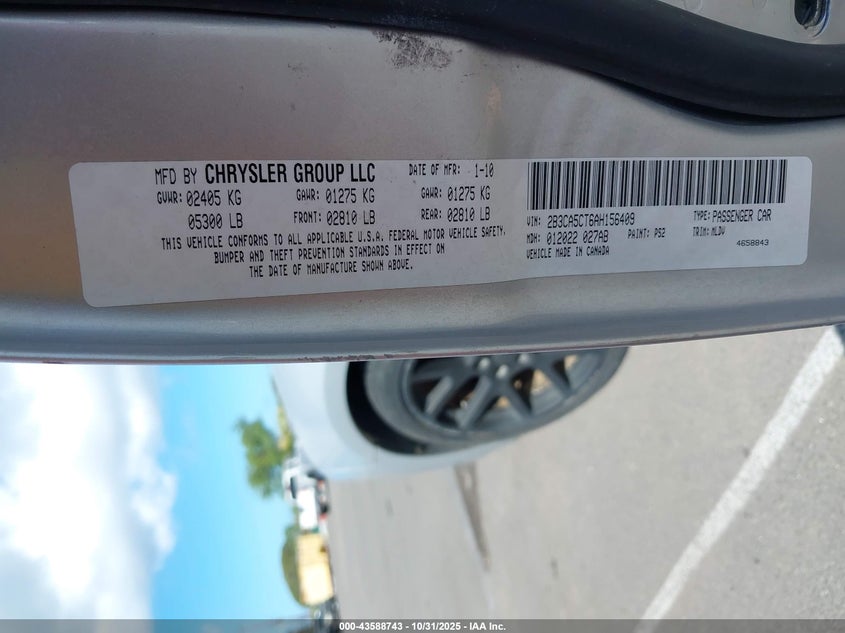 MFD BY CHRYSLER GROUP LLC DATE OF MFR: 1-10
GVWR: 02405 KG GAWR: 01275 KG GAWR: 01275 KG
05300 LB FRONT: 02810 LB REAR: 02810 LB
THIS VEHICLE CONFORMS TO ALL APPLICABLE U.S.A. FEDERAL MOTOR VEHICLE SAFETY,
BUMPER AND THEFT PREVENTION STANDARDS IN EFFECT ON
THE DATE OF MANUFACTURE SHOWN ABOVE.
VIN: 2B3CA5CT6AH156409 TYPE: PASSENGER CAR
MDH: 012022 027AB PAINT: PS2 TRIM: MLDV
VEHICLE MADE IN CANADA 4658843
000-43588743 | 10/31/2025 | IAA Inc.